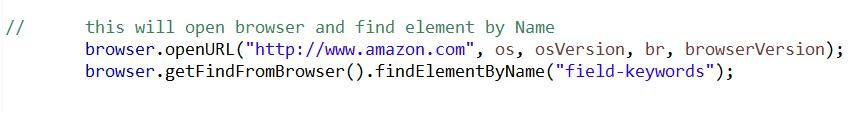 // this will open browser and find element by Name
browser.openURL("http://www.amazon.com", os, osVersion, br, browserVersion);
browser.getFindFromBrowser().findElementByName("field-keywords");